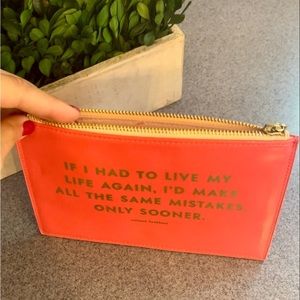 IF I HAD TO LIVE MY
LIFE AGAIN, I'D MAKE
ALL THE SAME MISTAKES,
ONLY SOONER.